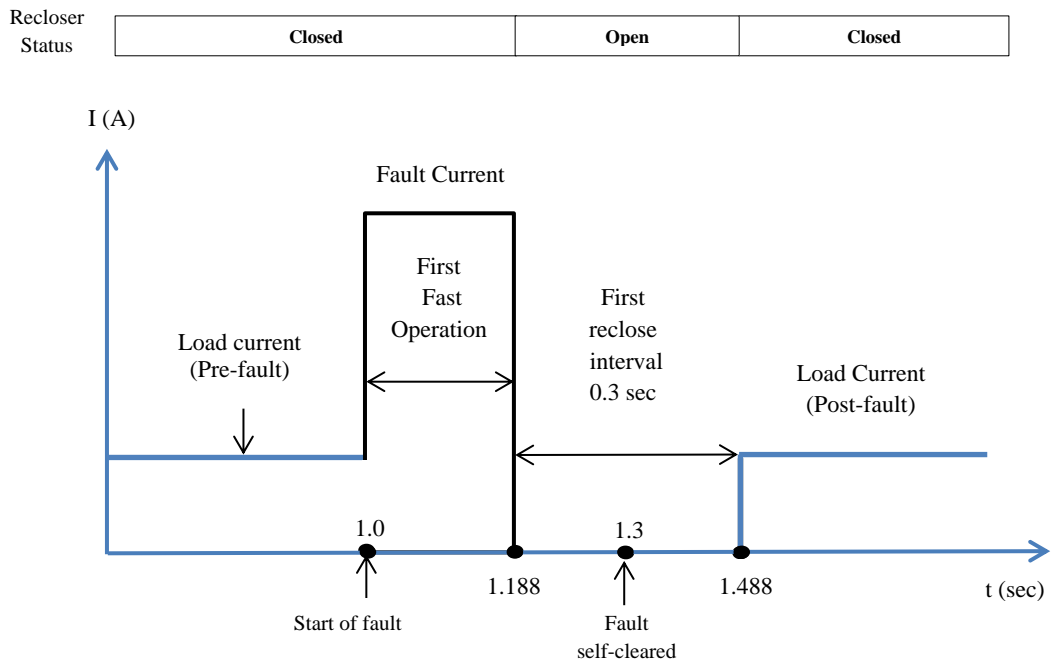 Recloser
Status
Closed
Open
Closed
I (A)
Fault Current
First
Fast
Operation
First
reclose
interval
0.3 sec
Load current
(Pre-fault)
Load Current
(Post-fault)
1.0
1.3
1.188
1.488
t (sec)
Start of fault
Fault
self-cleared